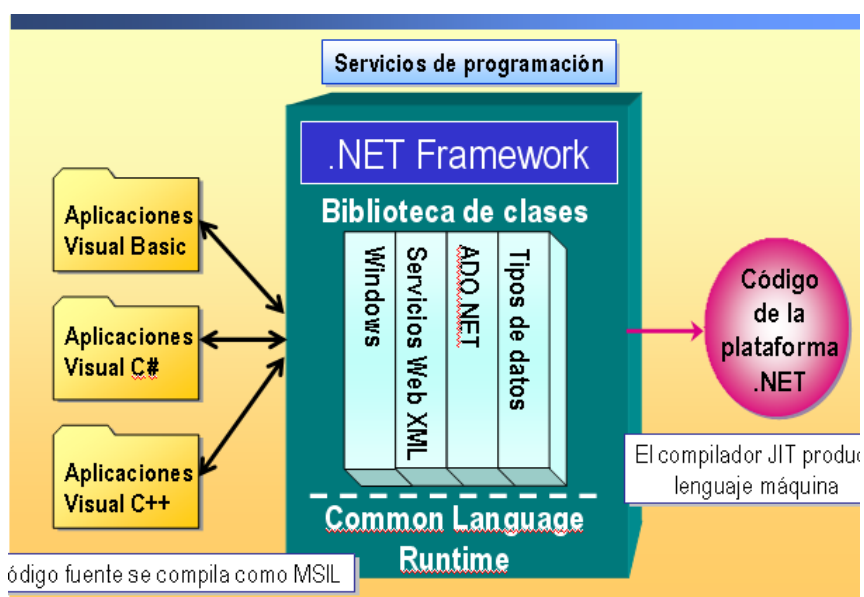 Servicios de programación
.NET Framework
Biblioteca de clases
Windows
Servicios Web XML
ADO.NET
Tipos de datos
Common Language
Runtime
Aplicaciones
Visual Basic
Aplicaciones
Visual C#
Aplicaciones
Visual C++
ódigo fuente se compila como MSIL
Código
de la
plataforma
.NET
El compilador JIT produc
lenguaje máquina